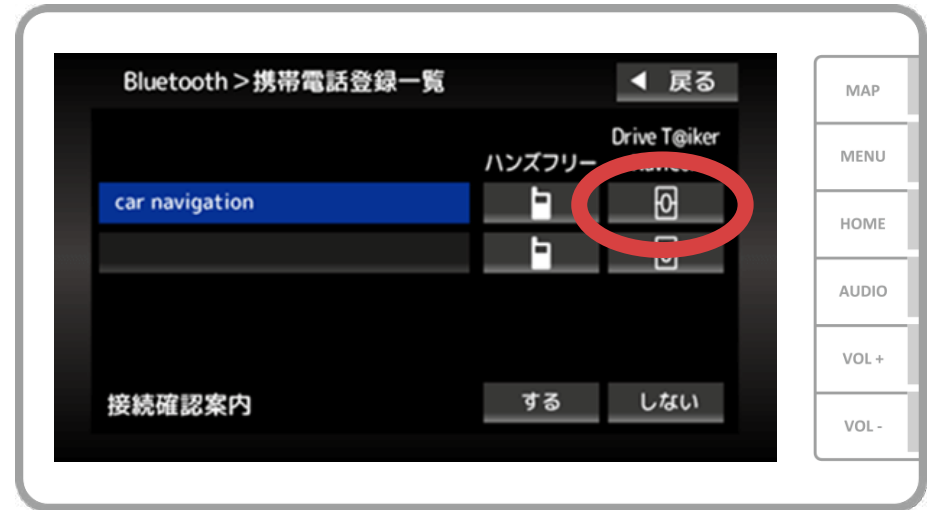 Bluetooth＞携帯電話登録一覧
◀ 戻る
Drive T@iker
ハンズフリー
car navigation
接続確認案内
する
しない
MAP
MENU
HOME
AUDIO
VOL +
VOL -